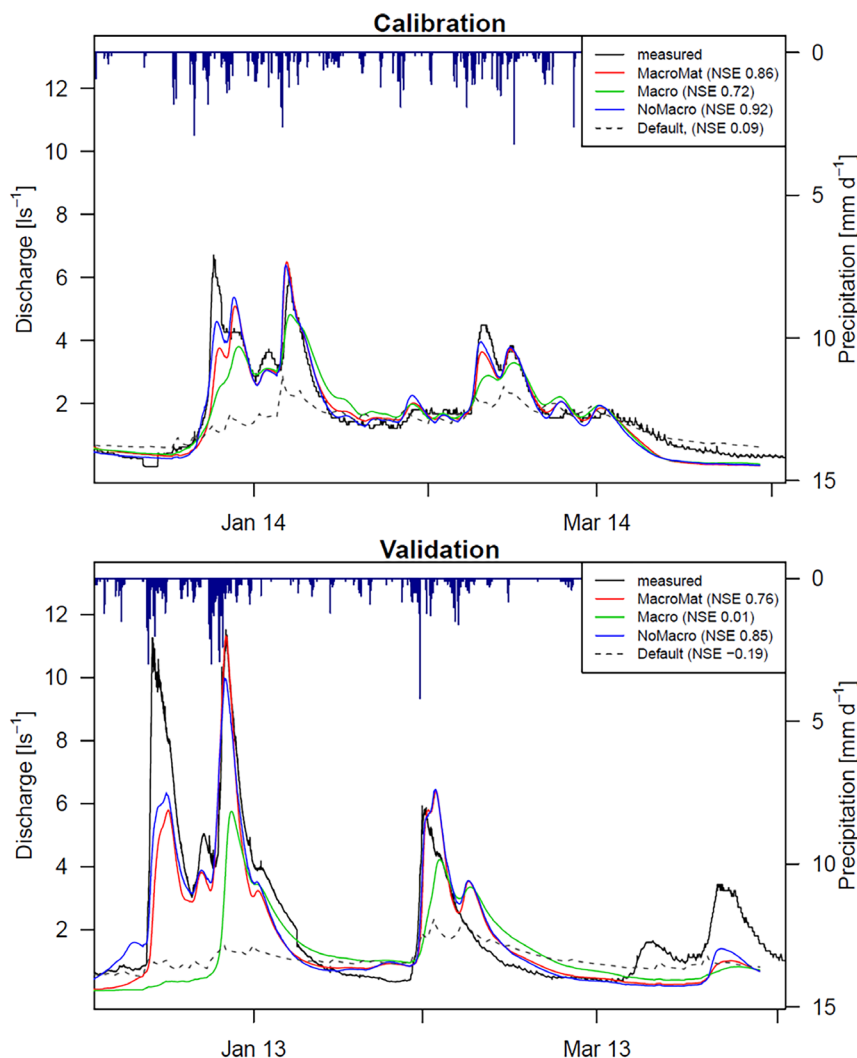 Calibration
measured
MacroMat (NSE 0.86)
Macro (NSE 0.72)
NoMacro (NSE 0.92)
Default, (NSE 0.09)
Discharge [ls⁻¹]
12
10
8
6
4
2
Precipitation [mm d⁻¹]
0
5
10
15
Jan 14
Mar 14
Validation
measured
MacroMat (NSE 0.76)
Macro (NSE 0.01)
NoMacro (NSE 0.85)
Default (NSE −0.19)
Discharge [ls⁻¹]
12
10
8
6
4
2
Precipitation [mm d⁻¹]
0
5
10
15
Jan 13
Mar 13